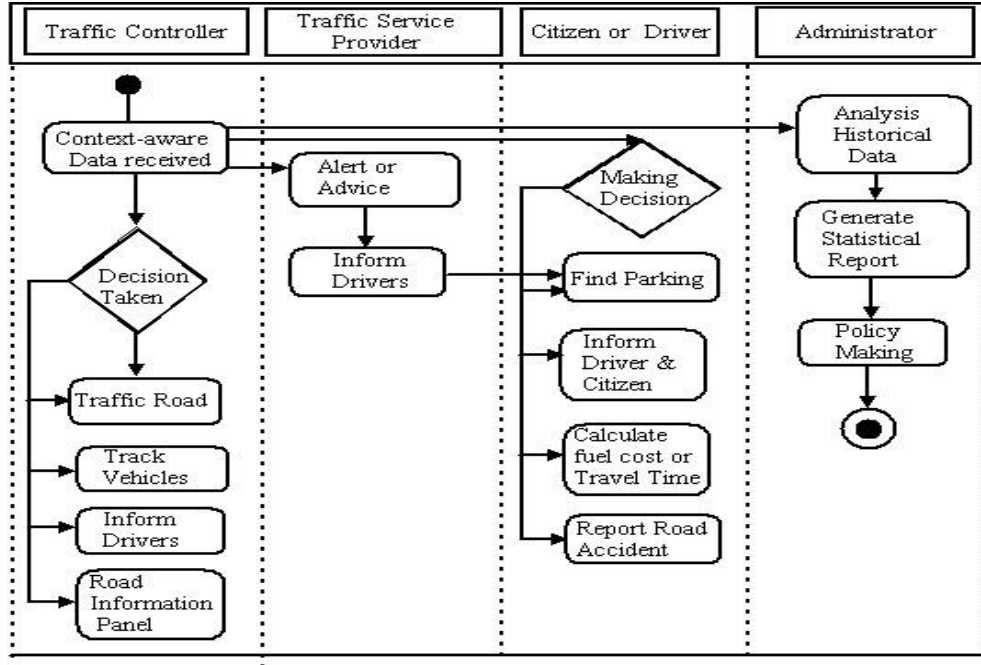 Traffic Controller
Traffic Service
Provider
Citizen or Driver
Administrator
Context-aware
Data received
Decision
Taken
Traffic Road
Track
Vehicles
Inform
Drivers
Road
Information
Panel
Alert or
Advice
Inform
Drivers
Making
Decision
Find Parking
Inform
Driver &
Citizen
Calculate
fuel cost or
Travel Time
Report Road
Accident
Analysis
Historical
Data
Generate
Statistical
Report
Policy
Making